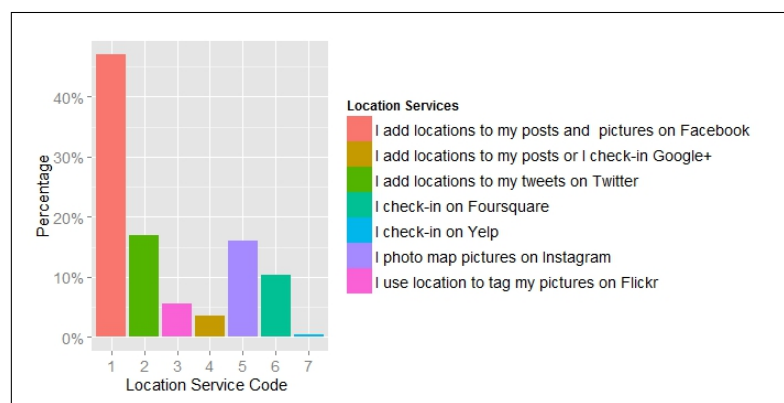 Location Services
I add locations to my posts and  pictures on Facebook
I add locations to my posts or I check-in Google+
I add locations to my tweets on Twitter
I check-in on Foursquare
I check-in on Yelp
I photo map pictures on Instagram
I use location to tag my pictures on Flickr
Percentage
40%
30%
20%
10%
0%
1 2 3 4 5 6 7
Location Service Code